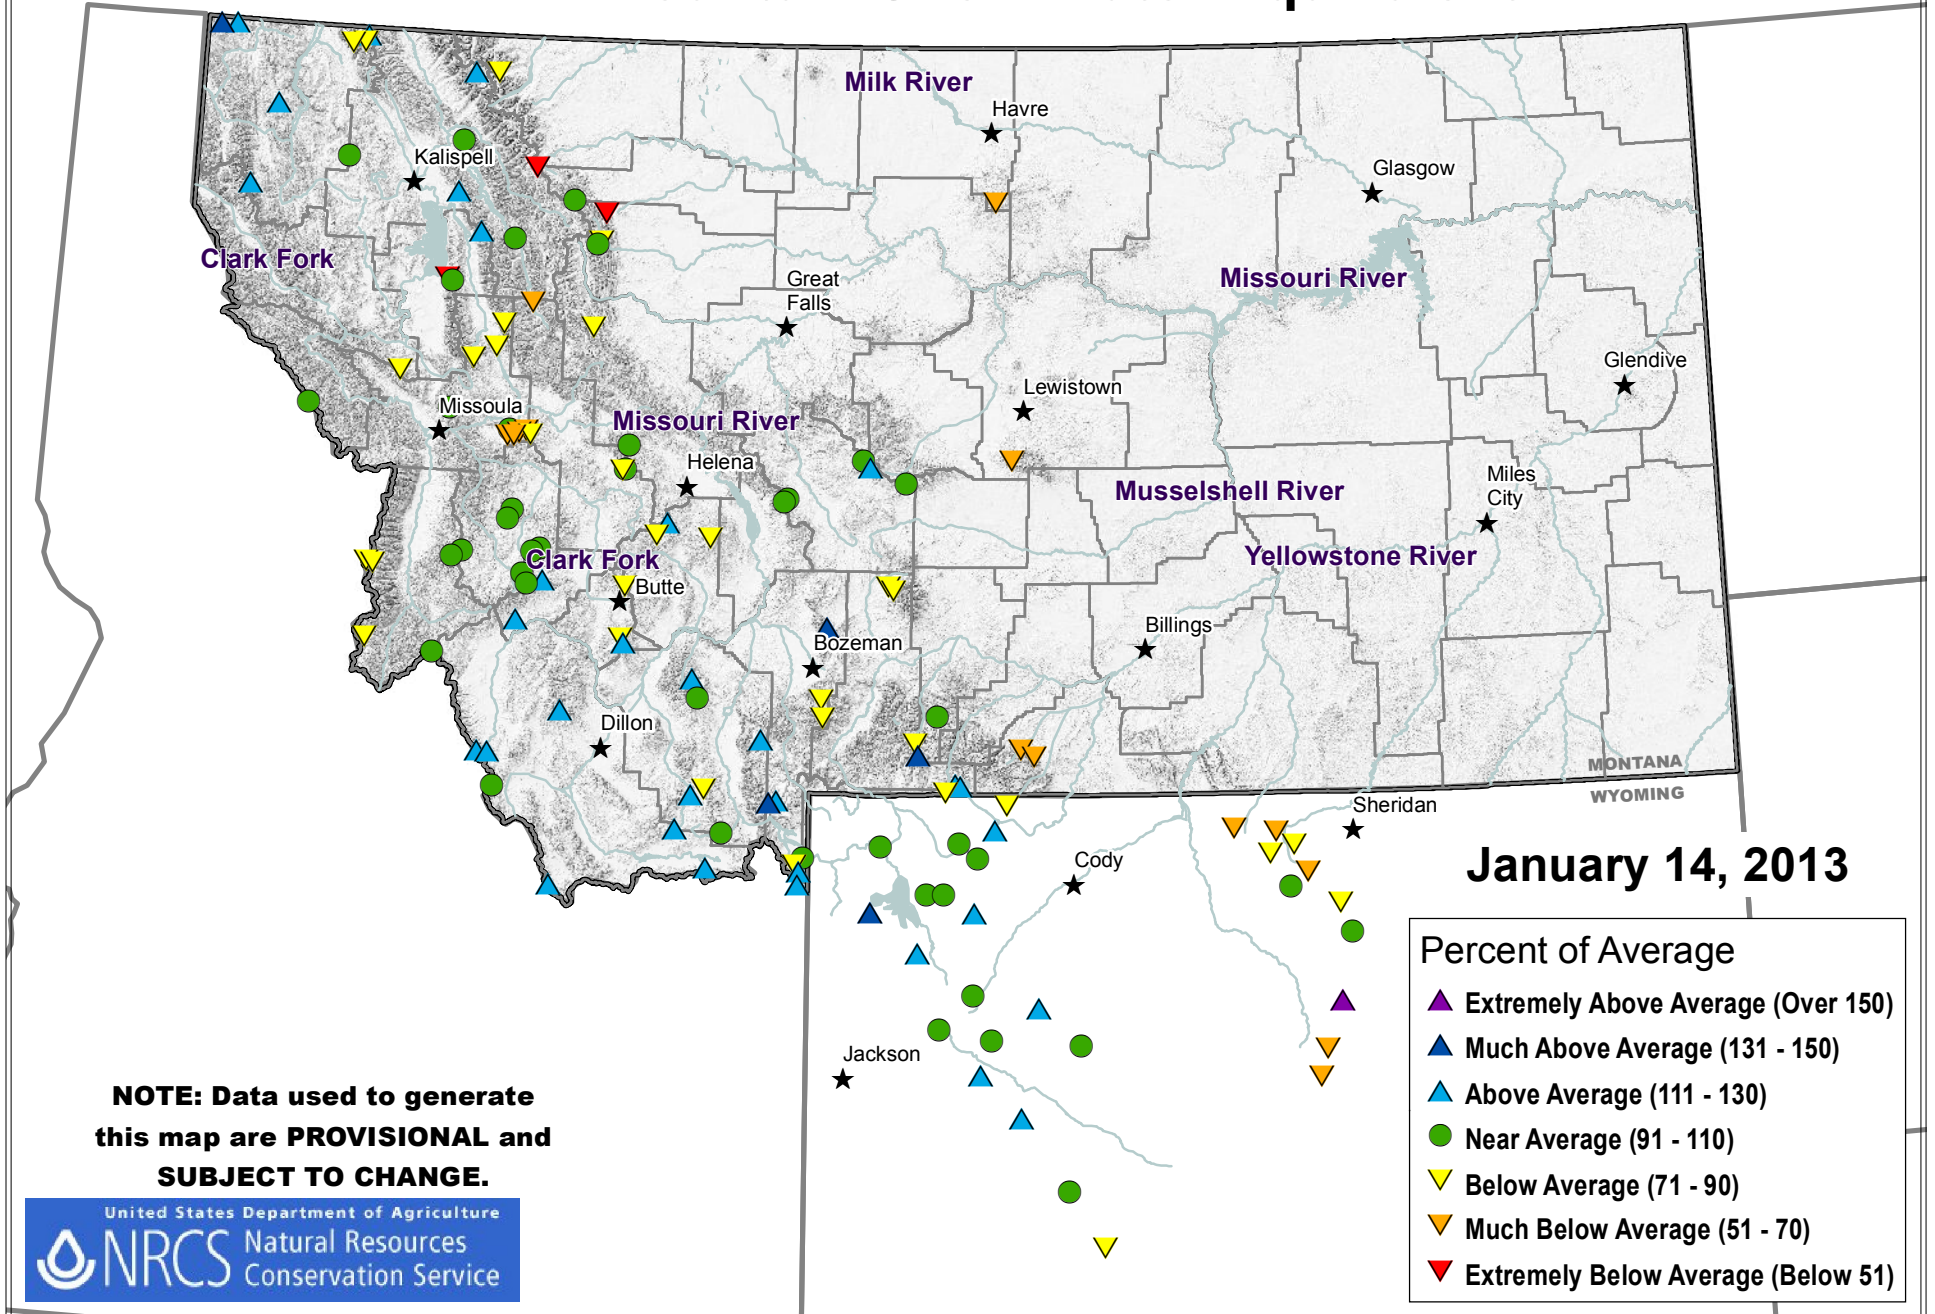 Milk River
Havre
Kalispell
Glasgow
Clark Fork
Great
Falls
Missouri River
Glendive
Lewistown
Missoula
Missouri River
Helena
Miles
City
Musselshell River
Clark Fork
Yellowstone River
Butte
Billings
Bozeman
Dillon
MONTANA
WYOMING
Sheridan
Cody
January 14, 2013
Jackson
Percent of Average
Extremely Above Average (Over 150)
Much Above Average (131 - 150)
Above Average (111 - 130)
Near Average (91 - 110)
Below Average (71 - 90)
Much Below Average (51 - 70)
Extremely Below Average (Below 51)
NOTE: Data used to generate
this map are PROVISIONAL and
SUBJECT TO CHANGE.
United States Department of Agriculture
NRCS
Natural Resources
Conservation Service